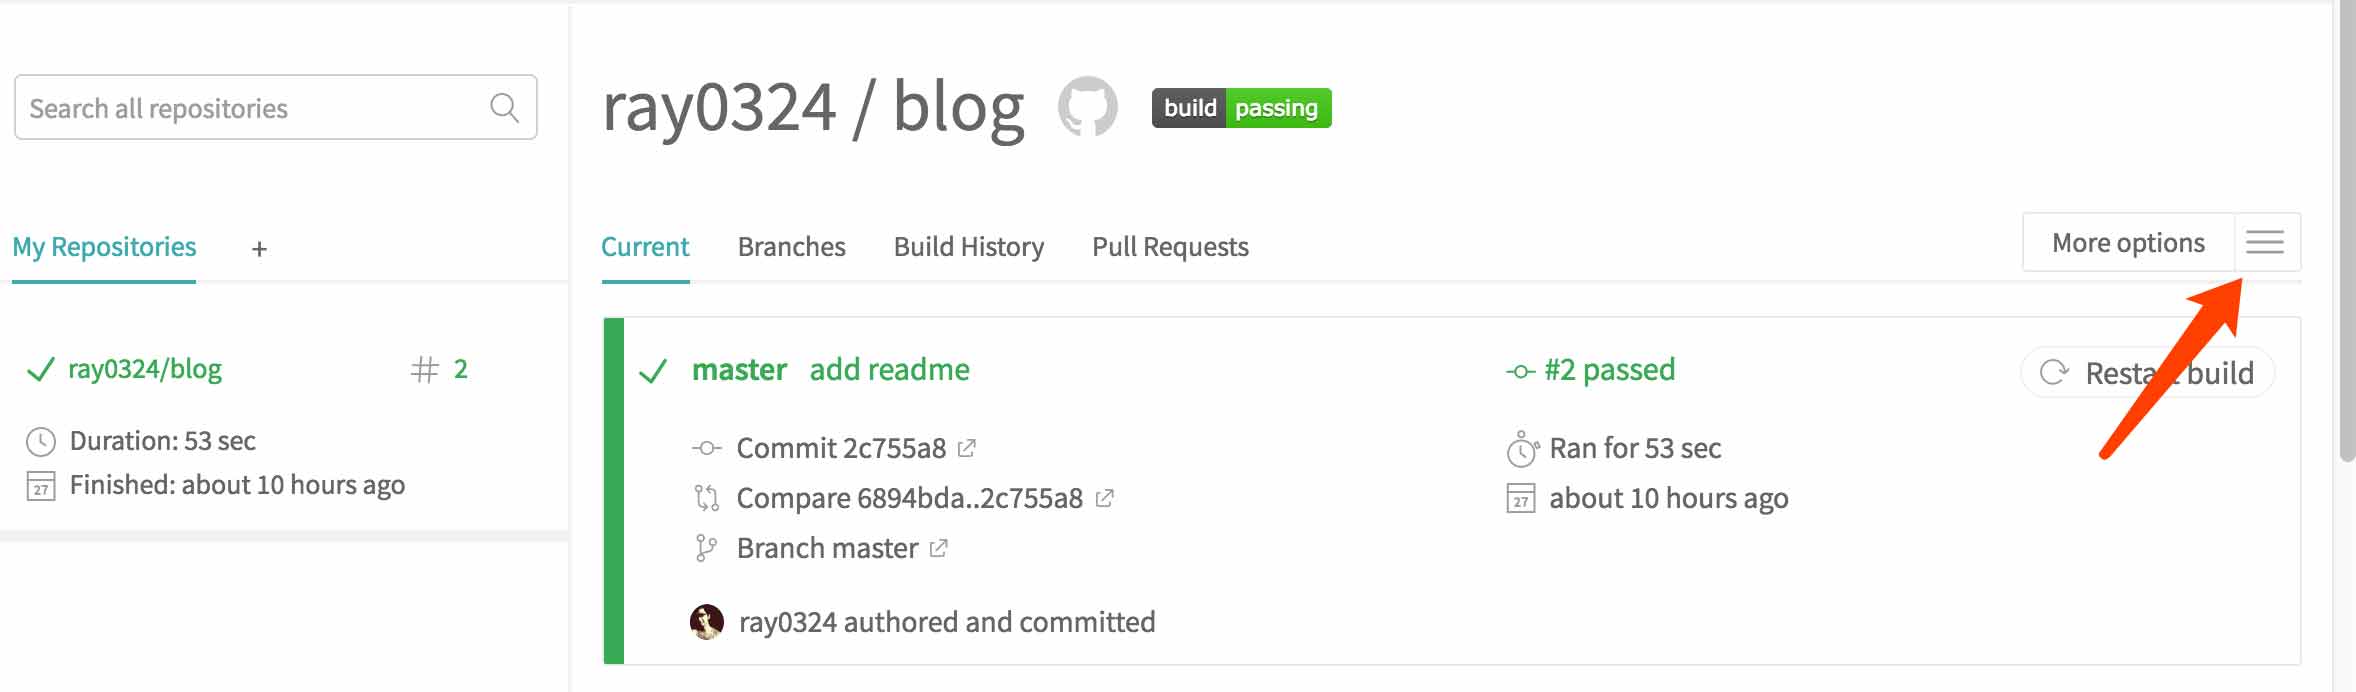 Search all repositories
My Repositories +
ray0324/blog # 2
Duration: 53 sec
27 Finished: about 10 hours ago
ray0324 / blog build passing
Current Branches Build History Pull Requests More options
master add readme #2 passed Restart build
Commit 2c755a8 Ran for 53 sec
Compare 6894bda..2c755a8 27 about 10 hours ago
Branch master
ray0324 authored and committed